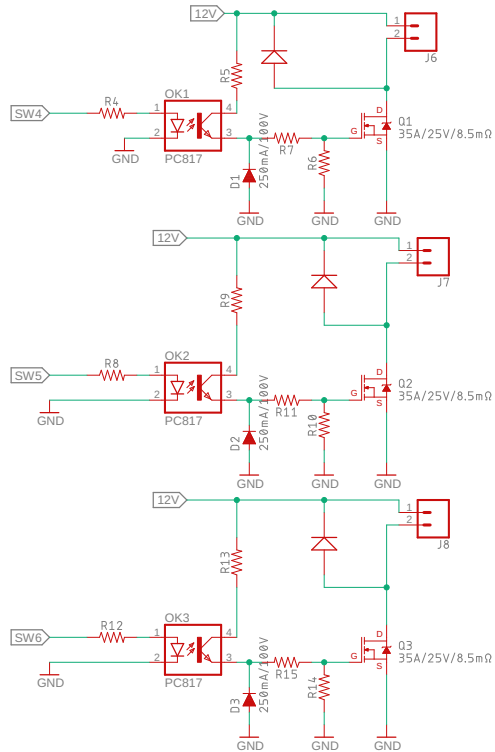 12V
1
2
J6
R5
OK1
SW4
R4
1
4
D
Q1
35A/25V/8.5mΩ
G
S
2
3
R7
R6
GND
PC817
D1
250mA/100V
GND
GND
GND
12V
1
2
J7
R9
OK2
SW5
R8
1
4
D
Q2
35A/25V/8.5mΩ
G
S
2
3
R11
R10
GND
PC817
D2
250mA/100V
GND
GND
GND
12V
1
2
J8
R13
OK3
SW6
R12
1
4
D
Q3
35A/25V/8.5mΩ
G
S
2
3
R15
R14
GND
PC817
D3
250mA/100V
GND
GND
GND